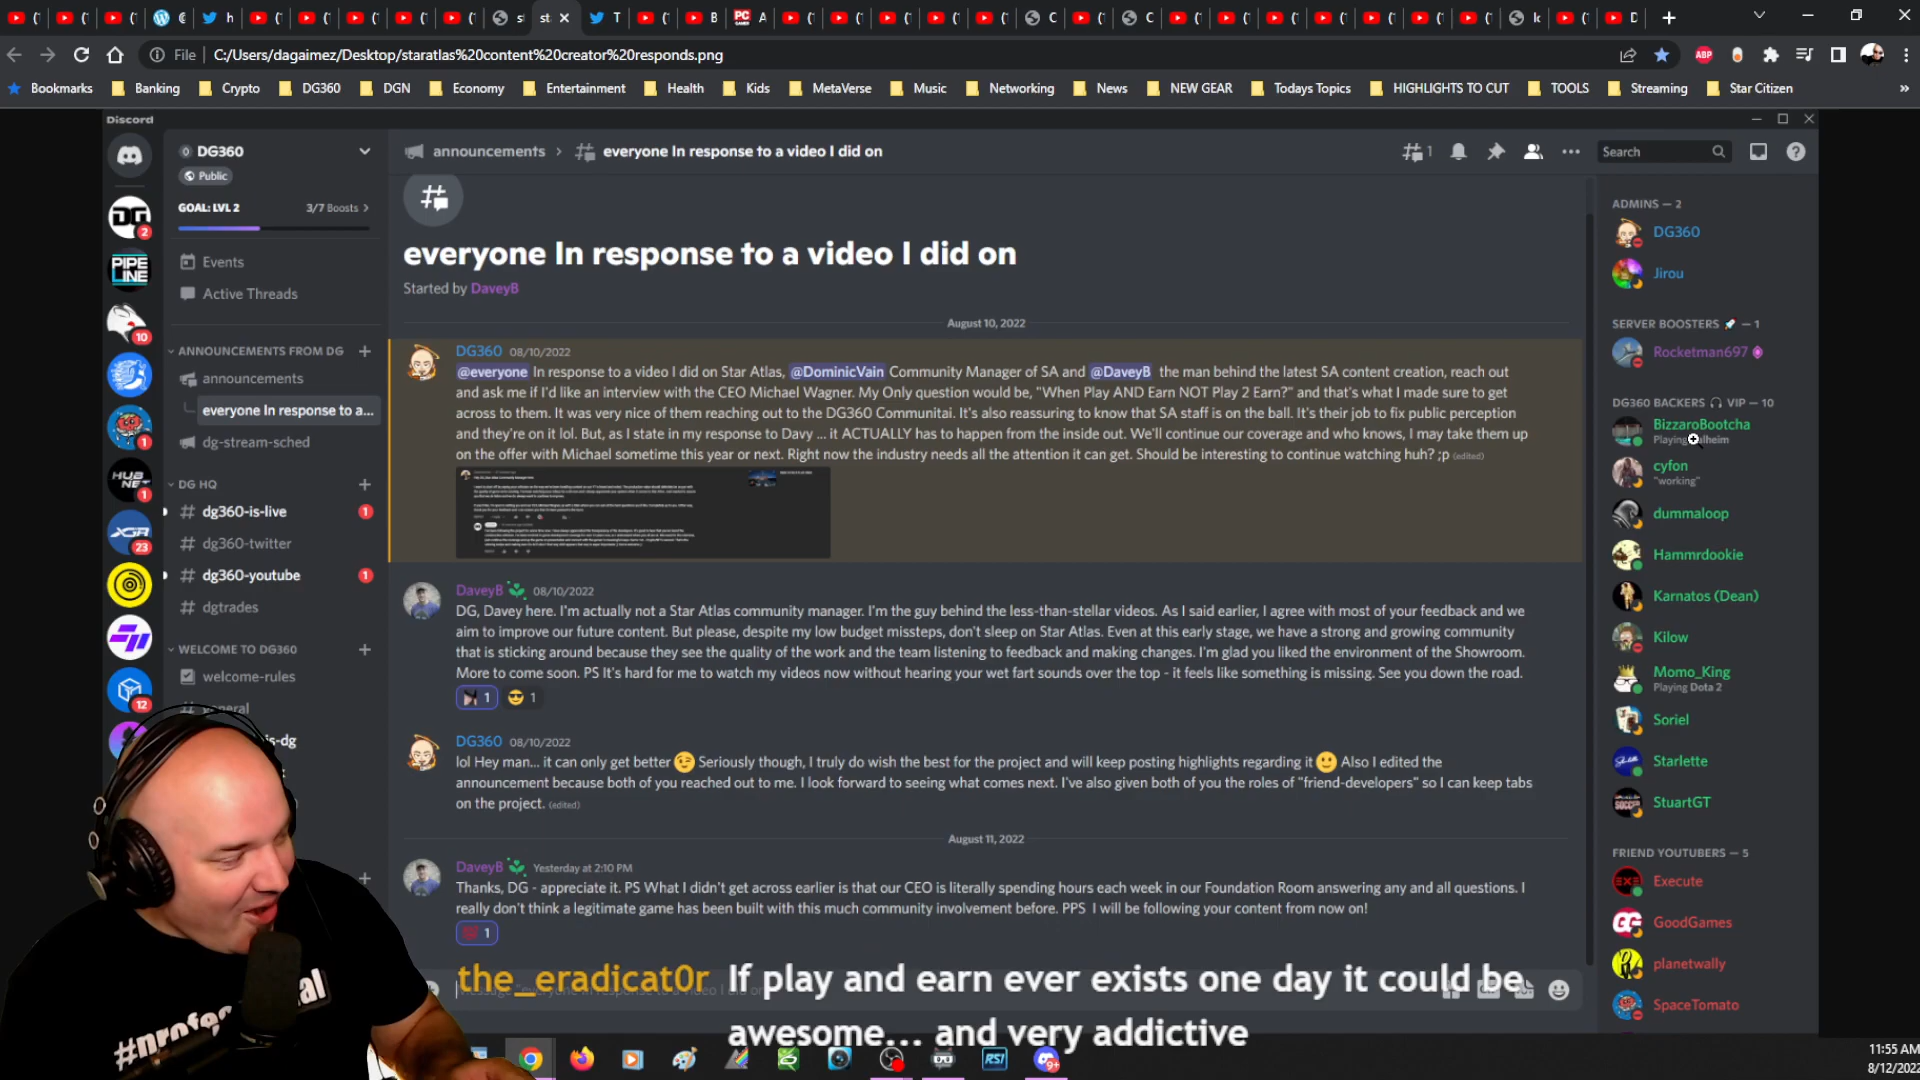 C:/Users/dagaimez/Desktop/staratlas%20content%20creator%20responds.png
File
Bookmarks
Banking
Crypto
DG360
DGN
Economy
Entertainment
Health
Kids
MetaVerse
Music
Networking
News
NEW GEAR
Todays Topics
HIGHLIGHTS TO CUT
TOOLS
Streaming
Star Citizen
Discord
DG360
Public
GOAL: LVL 2
3/7 Boosts
Events
Active Threads
ANNOUNCEMENTS FROM DG
announcements
everyone In response to a...
dg-stream-sched
DG HQ
dg360-is-live
1
dg360-twitter
dg360-youtube
1
dgtrades
WELCOME TO DG360
welcome-rules
general
is-dg
announcements > everyone In response to a video I did on
1
Search
everyone In response to a video I did on
Started by DaveyB
August 10, 2022
DG360 08/10/2022
@everyone In response to a video I did on Star Atlas, @DominicVain Community Manager of SA and @DaveyB the man behind the latest SA content creation, reach out
and ask me if I'd like an interview with the CEO Michael Wagner. My Only question would be, "When Play AND Earn NOT Play 2 Earn?" and that's what I made sure to get
across to them. It was very nice of them reaching out to the DG360 Communitai. It's also reassuring to know that SA staff is on the ball. It's their job to fix public perception
and they're on it lol. But, as I state in my response to Davy ... it ACTUALLY has to happen from the inside out. We'll continue our coverage and who knows, I may take them up
on the offer with Michael sometime this year or next. Right now the industry needs all the attention it can get. Should be interesting to continue watching huh? ;p (edited)
DaveyB 08/10/2022
DG, Davey here. I'm actually not a Star Atlas community manager. I'm the guy behind the less-than-stellar videos. As I said earlier, I agree with most of your feedback and we
aim to improve our future content. But please, despite my low budget missteps, don't sleep on Star Atlas. Even at this early stage, we have a strong and growing community
that is sticking around because they see the quality of the work and the team listening to feedback and making changes. I'm glad you liked the environment of the Showroom.
More to come soon. PS It's hard for me to watch my videos now without hearing your wet fart sounds over the top - it feels like something is missing. See you down the road.
1
1
DG360 08/10/2022
lol Hey man... it can only get better 😉 Seriously though, I truly do wish the best for the project and will keep posting highlights regarding it 🙂 Also I edited the
announcement because both of you reached out to me. I look forward to seeing what comes next. I've also given both of you the roles of "friend-developers" so I can keep tabs
on the project. (edited)
August 11, 2022
DaveyB Yesterday at 2:10 PM
Thanks, DG - appreciate it. PS What I didn't get across earlier is that our CEO is literally spending hours each week in our Foundation Room answering any and all questions. I
really don't think a legitimate game has been built with this much community involvement before. PPS I will be following your content from now on!
1
the_eradicat0r If play and earn ever exists one day it could be
awesome... and very addictive
ADMINS — 2
DG360
Jirou
SERVER BOOSTERS 🚀 — 1
Rocketman697
DG360 BACKERS 🎧 VIP — 10
BizzaroBootcha
Playing
cyfon
"working"
dummaloop
Hammrdookie
Karnatos (Dean)
Kilow
Momo_King
Playing Dota 2
Soriel
Starlette
StuartGT
FRIEND YOUTUBERS — 5
Execute
GoodGames
planetwally
SpaceTomato
DG
2
PIPELINE
10
1
1
XGR
23
12
RSI
9+
11:55 AM
8/12/2022